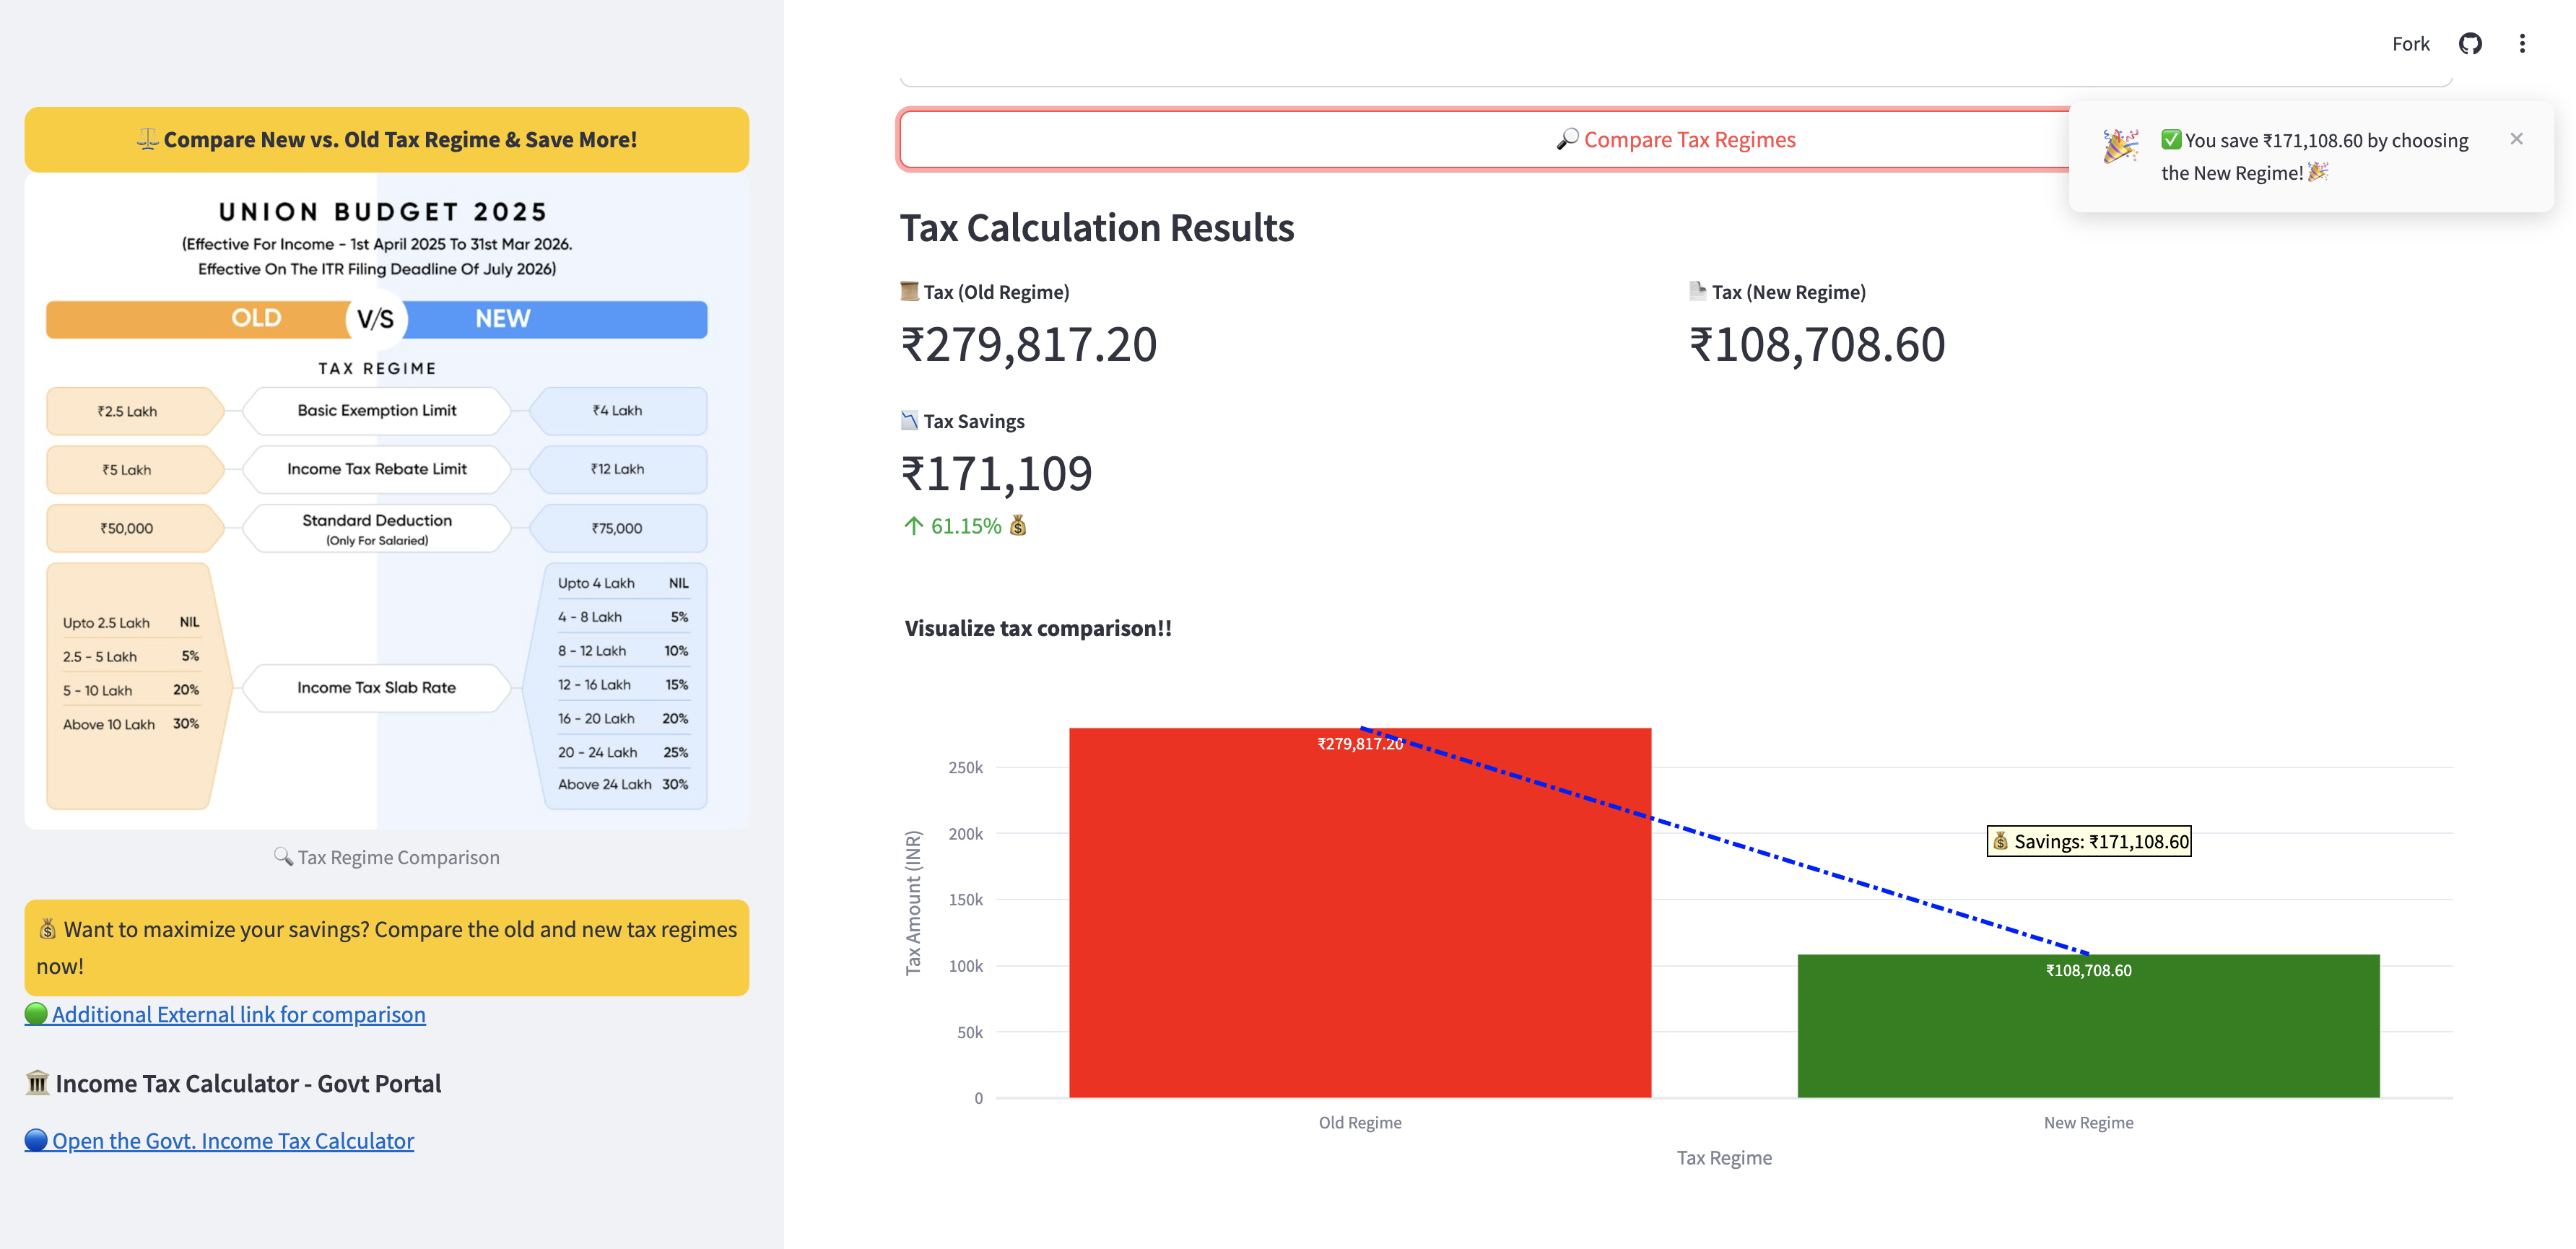 Fork
⚖️ Compare New vs. Old Tax Regime & Save More!
UNION BUDGET 2025
(Effective For Income - 1st April 2025 To 31st Mar 2026.
Effective On The ITR Filing Deadline Of July 2026)
OLD V/S NEW
TAX REGIME
₹2.5 Lakh Basic Exemption Limit ₹4 Lakh
₹5 Lakh Income Tax Rebate Limit ₹12 Lakh
₹50,000 Standard Deduction ₹75,000
(Only For Salaried)
Upto 2.5 Lakh NIL
2.5 - 5 Lakh 5%
5 - 10 Lakh 20%
Above 10 Lakh 30%
Income Tax Slab Rate
Upto 4 Lakh NIL
4 - 8 Lakh 5%
8 - 12 Lakh 10%
12 - 16 Lakh 15%
16 - 20 Lakh 20%
20 - 24 Lakh 25%
Above 24 Lakh 30%
🔍 Tax Regime Comparison
💰 Want to maximize your savings? Compare the old and new tax regimes
now!
🟢 Additional External link for comparison
🏛️ Income Tax Calculator - Govt Portal
🔵 Open the Govt. Income Tax Calculator
🔎 Compare Tax Regimes
🎉 ✅ You save ₹171,108.60 by choosing
the New Regime! 🎉
Tax Calculation Results
📜 Tax (Old Regime)
₹279,817.20
📄 Tax (New Regime)
₹108,708.60
📉 Tax Savings
₹171,109
↑ 61.15% 💰
Visualize tax comparison!!
₹279,817.20
💰 Savings: ₹171,108.60
₹108,708.60
250k
200k
150k
100k
50k
0
Tax Amount (INR)
Old Regime
New Regime
Tax Regime